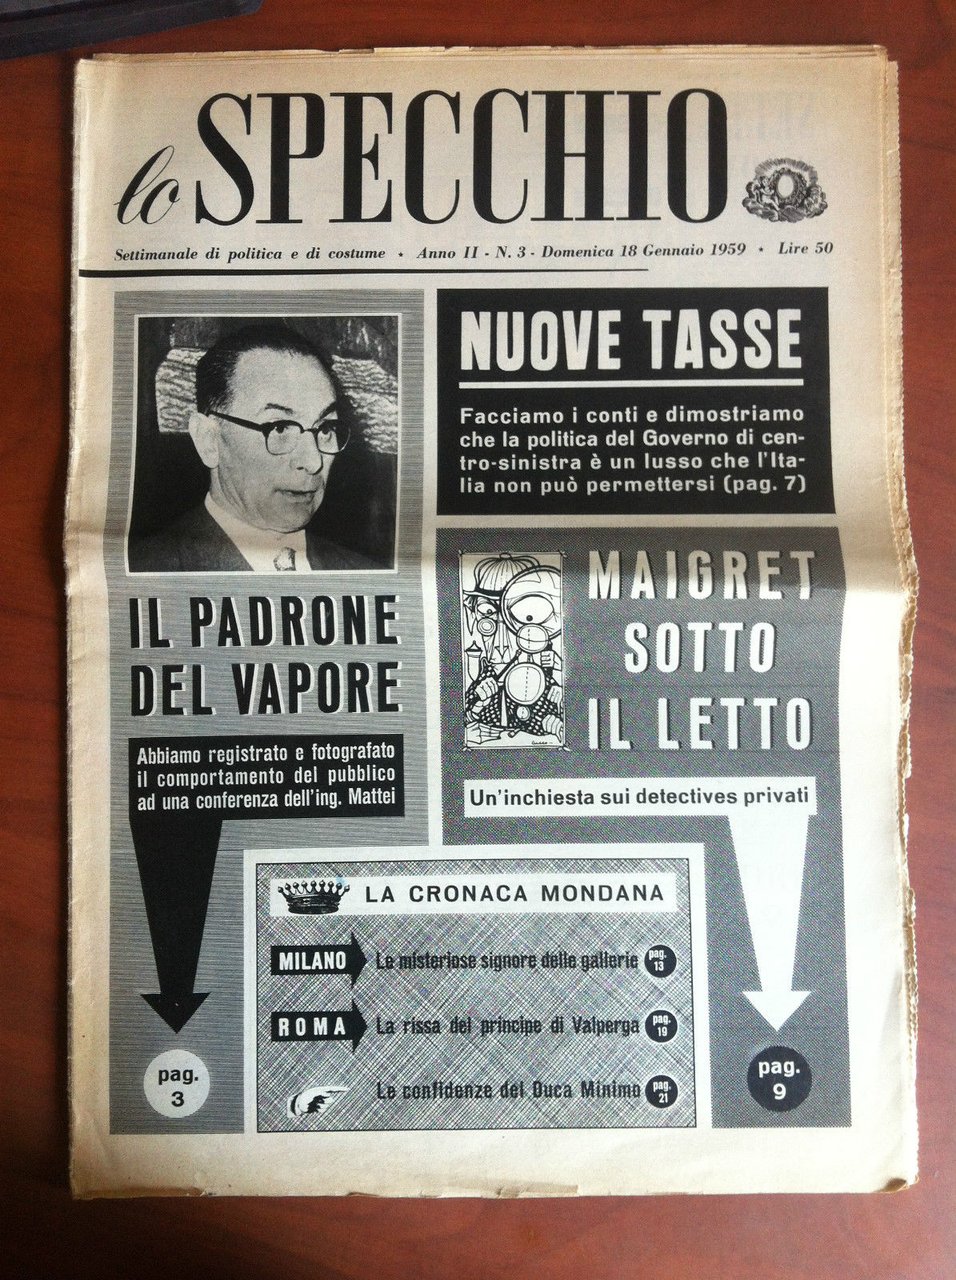 lo SPECCHIO
Settimanale di politica e di costume ★ Anno II - N. 3 - Domenica 18 Gennaio 1959 ★ Lire 50
NUOVE TASSE
Facciamo i conti e dimostriamo
che la politica del Governo di cen-
tro-sinistra è un lusso che l'Ita-
lia non può permettersi (pag. 7)
IL PADRONE
DEL VAPORE
Abbiamo registrato e fotografato
il comportamento del pubblico
ad una conferenza dell'ing. Mattei
pag.
3
MAIGRET
SOTTO
IL LETTO
Un'inchiesta sui detectives privati
pag.
9
LA CRONACA MONDANA
MILANO Le misteriose signore delle gallerie pag. 13
ROMA La rissa del principe di Valperga pag. 19
Le confidenze del Duca Minimo pag. 21